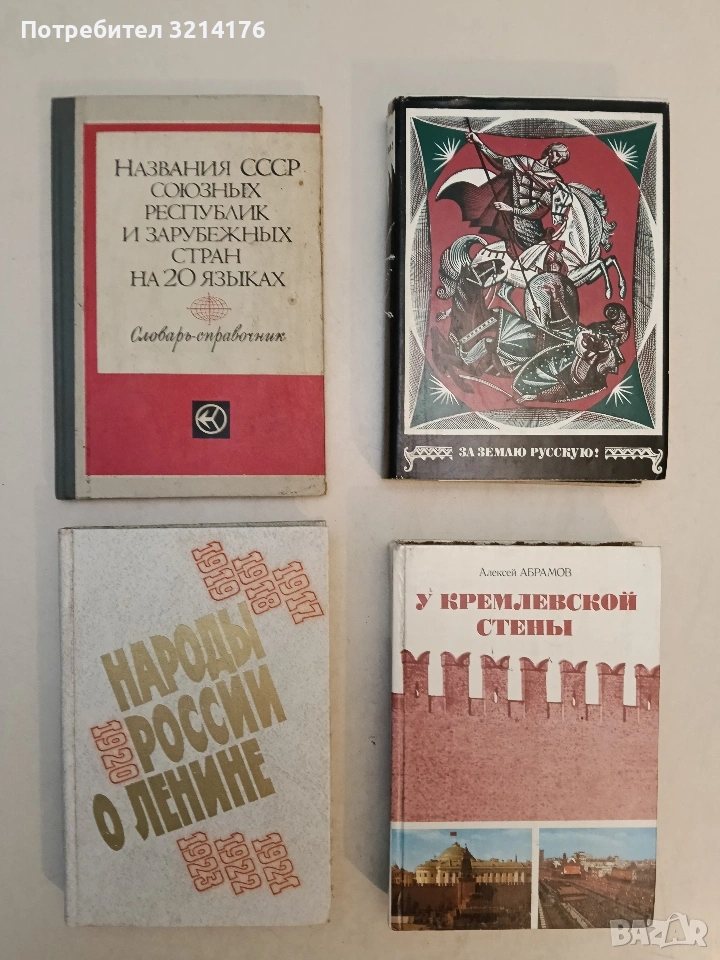 Потребител 3214176
НАЗВАНИЯ СССР
СОЮЗНЫХ
РЕСПУБЛИК
И ЗАРУБЕЖНЫХ
СТРАН
НА 20 ЯЗЫКАХ
Словарь-справочник
ЗА ЗЕМЛЮ РУССКУЮ!
1917
1918
1919
НАРОДЫ
РОССИИ
О ЛЕНИНЕ
1920
1921
1922
1923
Алексей АБРАМОВ
У КРЕМЛЕВСКОЙ
СТЕНЫ
BAZAR